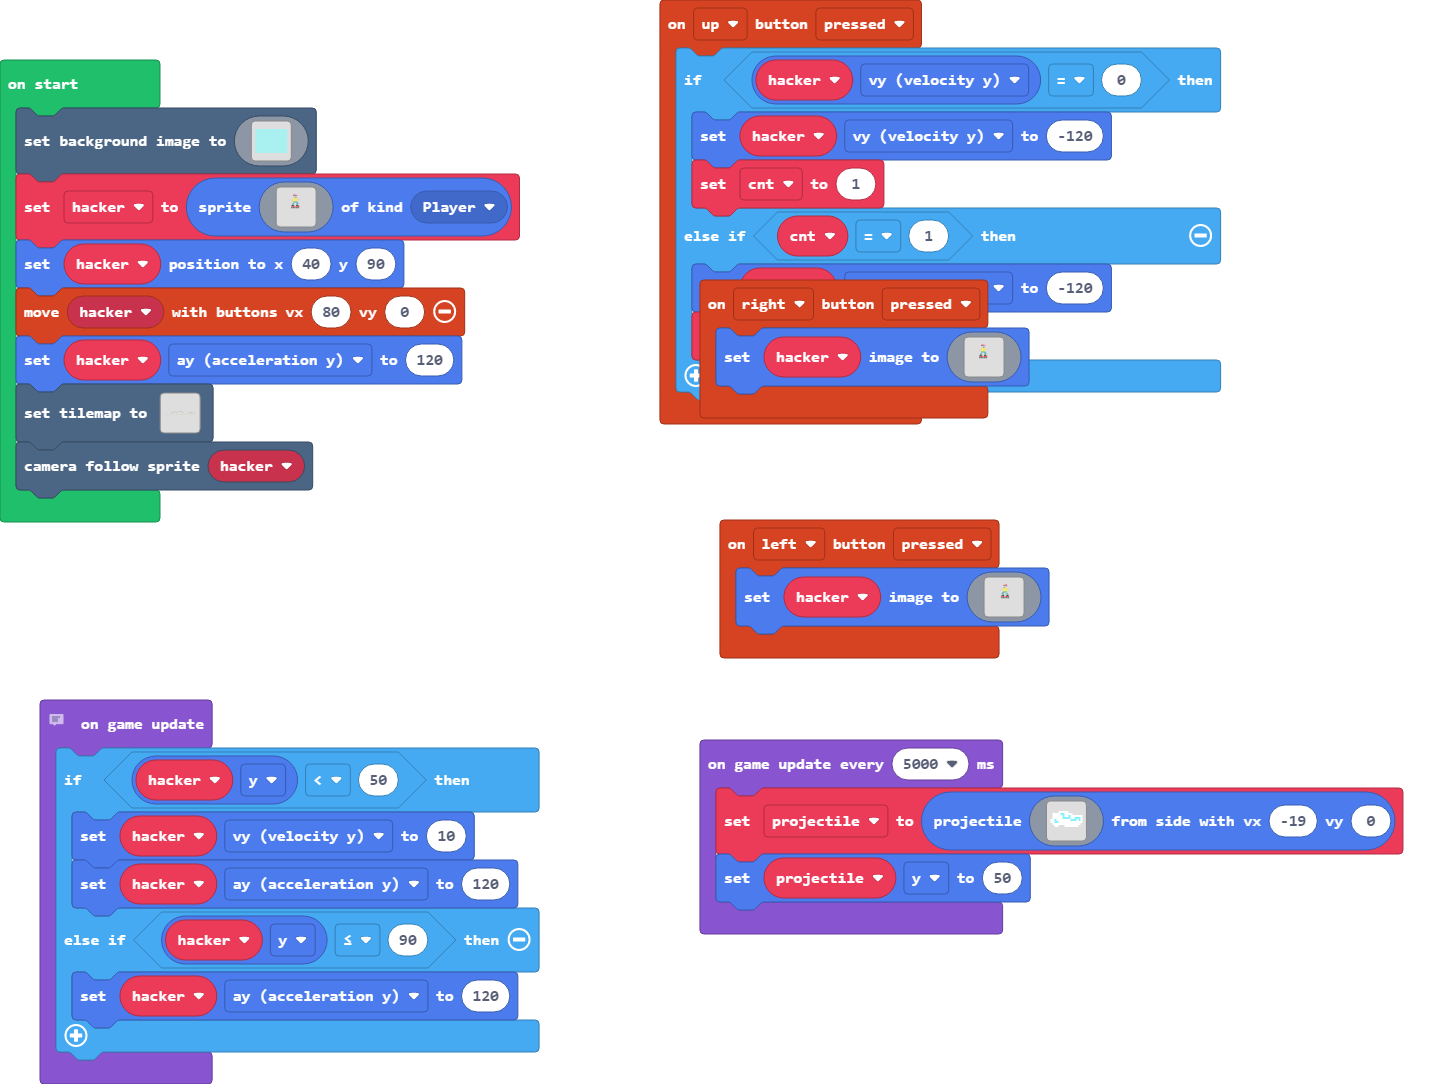 on start
set background image to
set hacker to sprite of kind Player
set hacker position to x 40 y 90
move hacker with buttons vx 80 vy 0
set hacker ay (acceleration y) to 120
set tilemap to
camera follow sprite hacker
on up button pressed
if hacker vy (velocity y) = 0 then
set hacker vy (velocity y) to -120
set cnt to 1
else if cnt = 1 then
to -120
on right button pressed
set hacker image to
on left button pressed
set hacker image to
on game update
if hacker y < 50 then
set hacker vy (velocity y) to 10
set hacker ay (acceleration y) to 120
else if hacker y ≤ 90 then
set hacker ay (acceleration y) to 120
on game update every 5000 ms
set projectile to projectile from side with vx -19 vy 0
set projectile y to 50